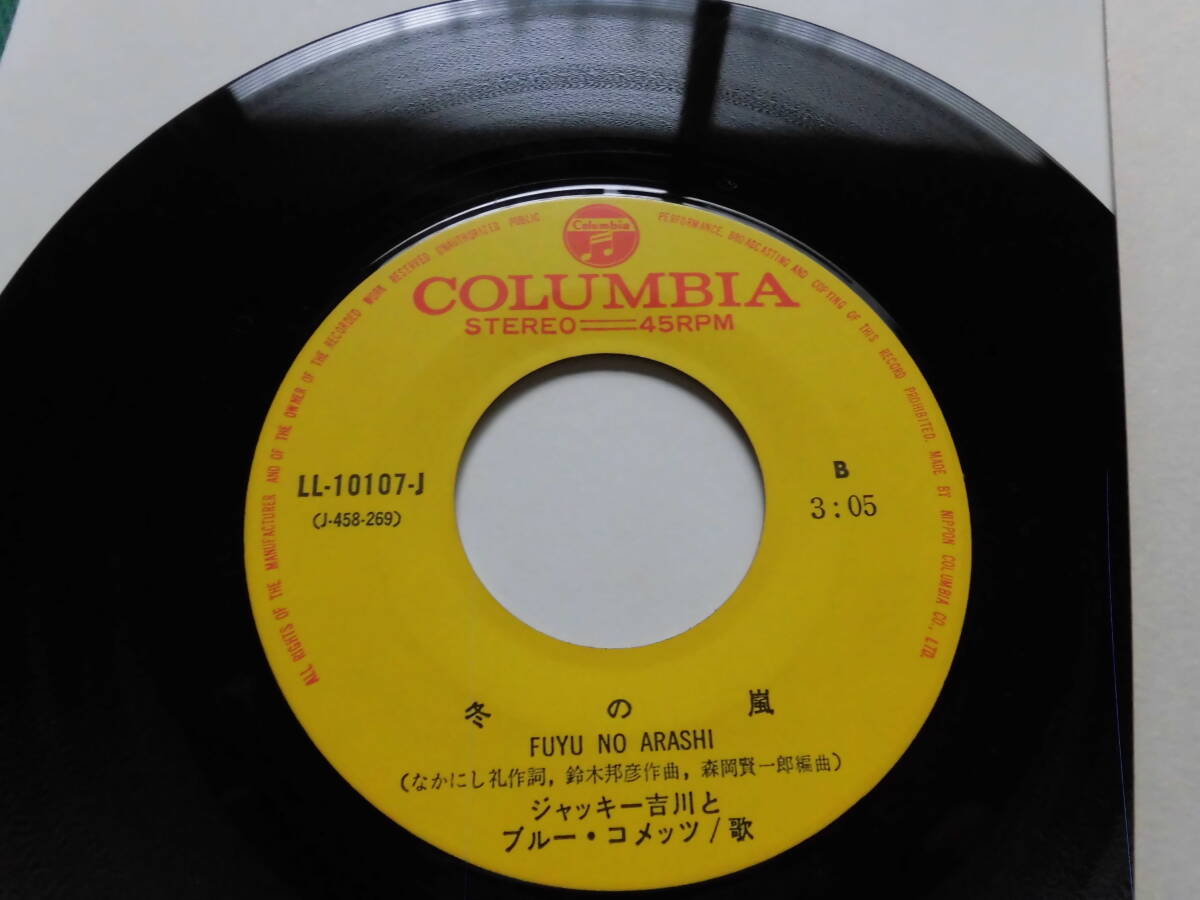 Columbia
COLUMBIA
STEREO 45RPM
ALL RIGHTS OF THE MANUFACTURER AND OF THE OWNER OF THE RECORDED WORK RESERVED UNAUTHORIZED PUBLIC PERFORMANCE, BROADCASTING AND COPYING OF THIS RECORD PROHIBITED. MADE BY NIPPON COLUMBIA CO., LTD.
LL-10107-J
(J-458-269)
B
3:05
冬の嵐
FUYU NO ARASHI
(なかにし礼作詞, 鈴木邦彦作曲, 森岡賢一郎編曲)
ジャッキー吉川と
ブルー・コメッツ/歌